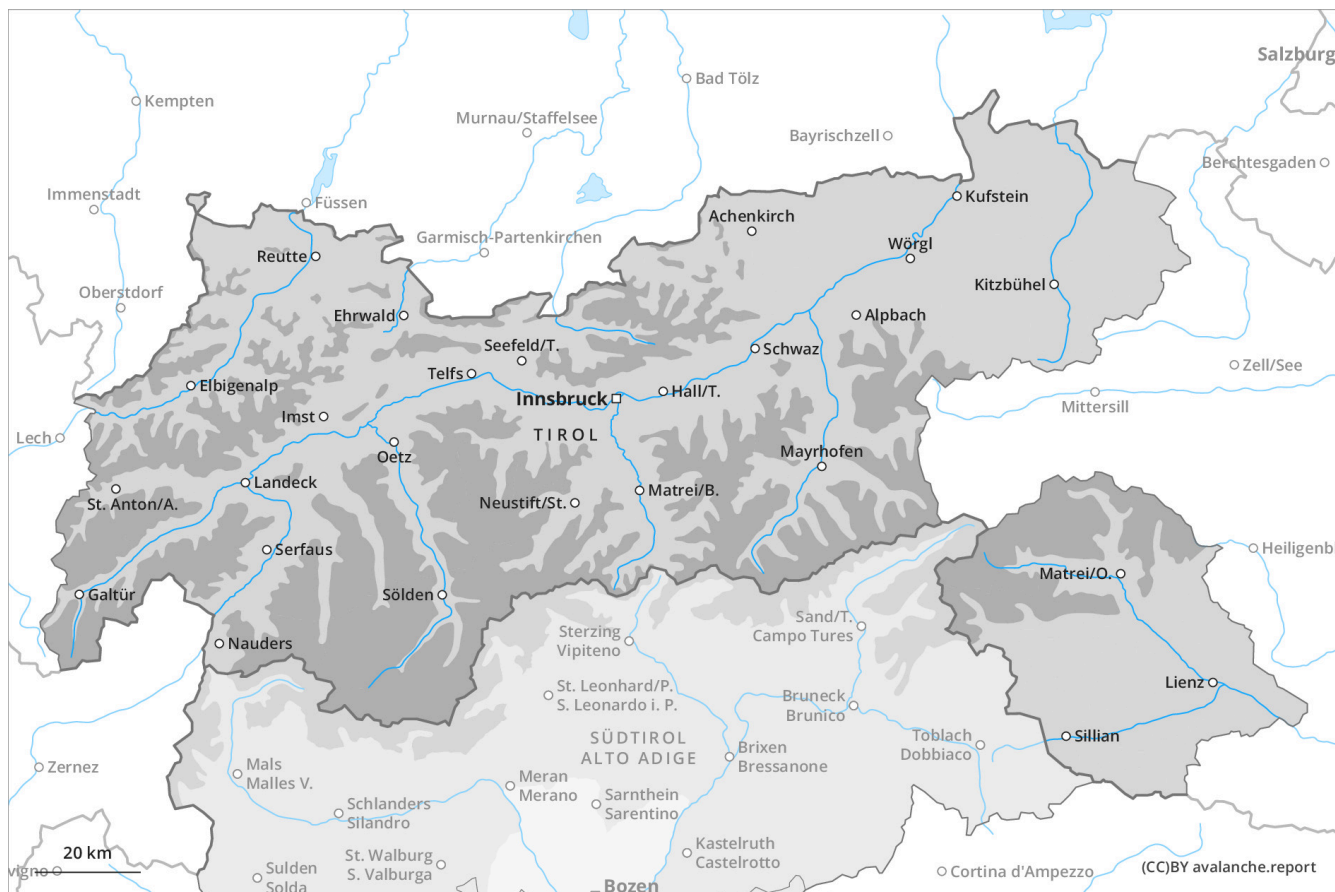 Salzburg
Bad Tölz
Kempten
Murnau/Staffelsee
Bayrischzell
Berchtesgaden
Immenstadt
Füssen
Kufstein
Achenkirch
Garmisch-Partenkirchen
Wörgl
Reutte
Kitzbühel
Oberstdorf
Ehrwald
Alpbach
Seefeld/T.
Schwaz
Zell/See
Telfs
Elbigenalp
Innsbruck
Hall/T.
Mittersill
Imst
TIROL
Lech
Oetz
Mayrhofen
Landeck
Matrei/B.
St. Anton/A.
Neustift/St.
Serfaus
Heiligenb
Matrei/O.
Galtür
Sölden
Sand/T.
Campo Tures
Sterzing
Vipiteno
Nauders
Lienz
St. Leonhard/P.
S. Leonardo i. P.
Bruneck
Brunico
SÜDTIROL
ALTO ADIGE
Toblach
Dobbiaco
Sillian
Brixen
Bressanone
Zernez
Mals
Malles V.
Meran
Merano
Schlanders
Silandro
Sarnthein
Sarentino
Kastelruth
Castelrotto
20 km
St. Walburg
S. Valburga
(CC)BY avalanche.report
vigno
Cortina d'Ampezzo
Sulden
Solda
Bozen